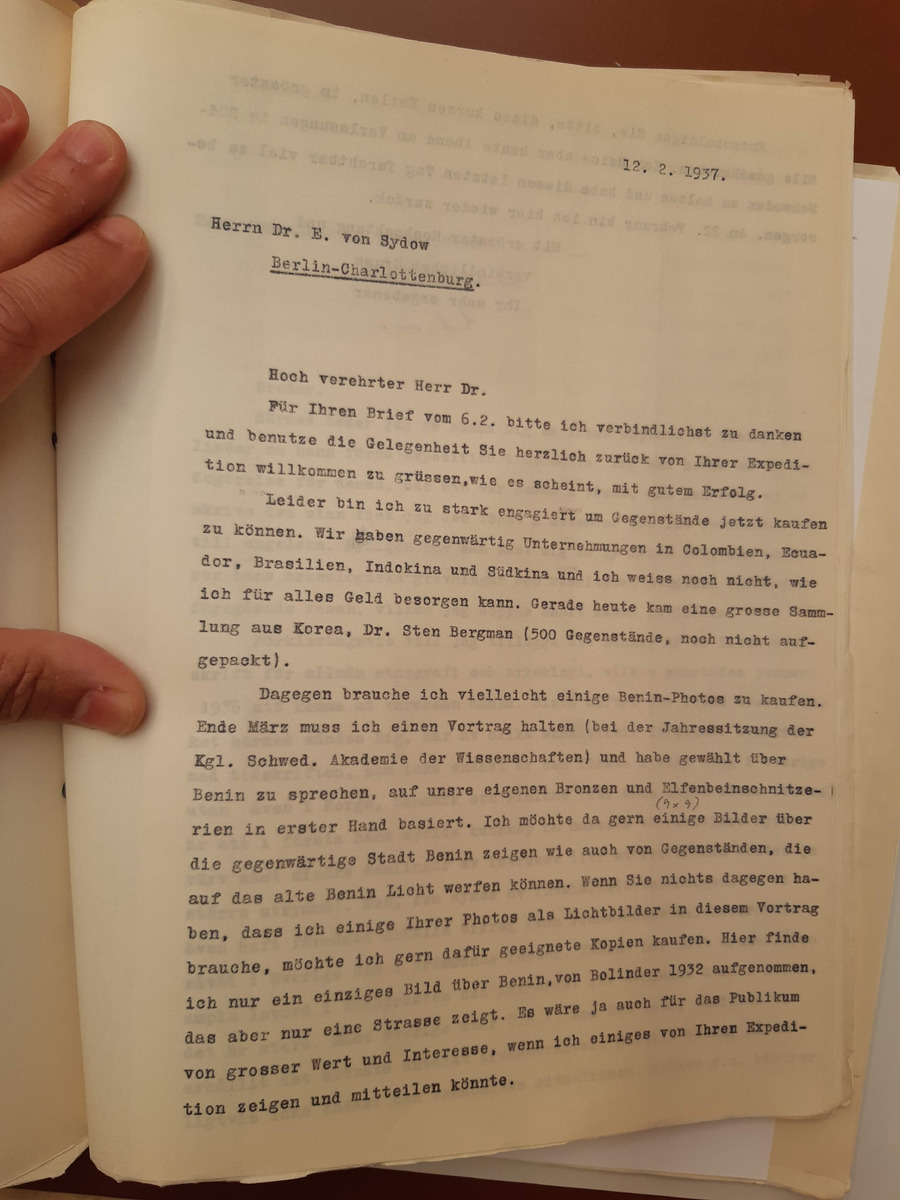 12. 2. 1937.
Herrn Dr. E. von Sydow
Berlin-Charlottenburg.
Hoch verehrter Herr Dr.
Für Ihren Brief vom 6.2. bitte ich verbindlichst zu danken
und benutze die Gelegenheit Sie herzlich zurück von Ihrer Expedi-
tion willkommen zu grüssen,wie es scheint, mit gutem Erfolg.
Leider bin ich zu stark engagiert um Gegenstände jetzt kaufen
zu können. Wir haben gegenwärtig Unternehmungen in Colombien, Ecua-
dor, Brasilien, Indokina und Südkina und ich weiss noch nicht, wie
ich für alles Geld besorgen kann. Gerade heute kam eine grosse Samm-
lung aus Korea, Dr. Sten Bergman (500 Gegenstände, noch nicht auf-
gepackt).
Dagegen brauche ich vielleicht einige Benin-Photos zu kaufen.
Ende März muss ich einen Vortrag halten (bei der Jahressitzung der
Kgl. Schwed. Akademie der Wissenschaften) und habe gewählt über
Benin zu sprechen, auf unsre eigenen Bronzen und Elfenbeinschnitze-
(9×9)
rien in erster Hand basiert. Ich möchte da gern einige Bilder über
die gegenwärtige Stadt Benin zeigen wie auch von Gegenständen, die
auf das alte Benin Licht werfen können. Wenn Sie nichts dagegen ha-
ben, dass ich einige Ihrer Photos als Lichtbilder in diesem Vortrag
brauche, möchte ich gern dafür geeignete Kopien kaufen. Hier finde
ich nur ein einziges Bild über Benin,von Bolinder 1932 aufgenommen,
das aber nur eine Strasse zeigt. Es wäre ja auch für das Publikum
von grosser Wert und Interesse, wenn ich einiges von Ihren Expedi-
tion zeigen und mitteilen könnte.